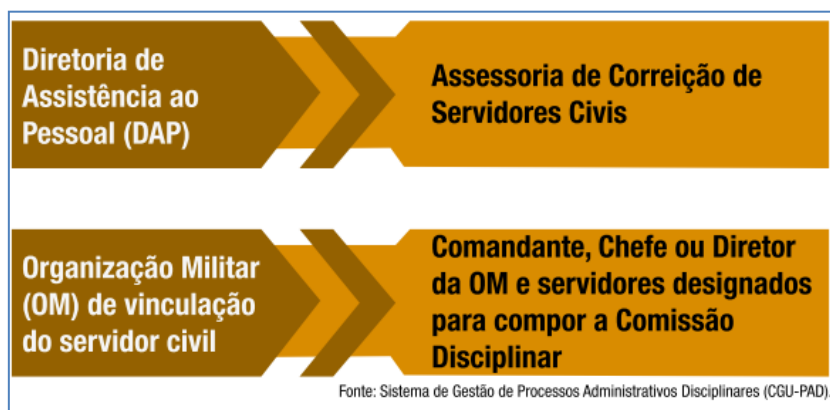 Diretoria de
Assistência ao
Pessoal (DAP)
Assessoria de Correição de
Servidores Civis
Organização Militar
(OM) de vinculação
do servidor civil
Comandante, Chefe ou Diretor
da OM e servidores designados
para compor a Comissão
Disciplinar
Fonte: Sistema de Gestão de Processos Administrativos Disciplinares (CGU-PAD).